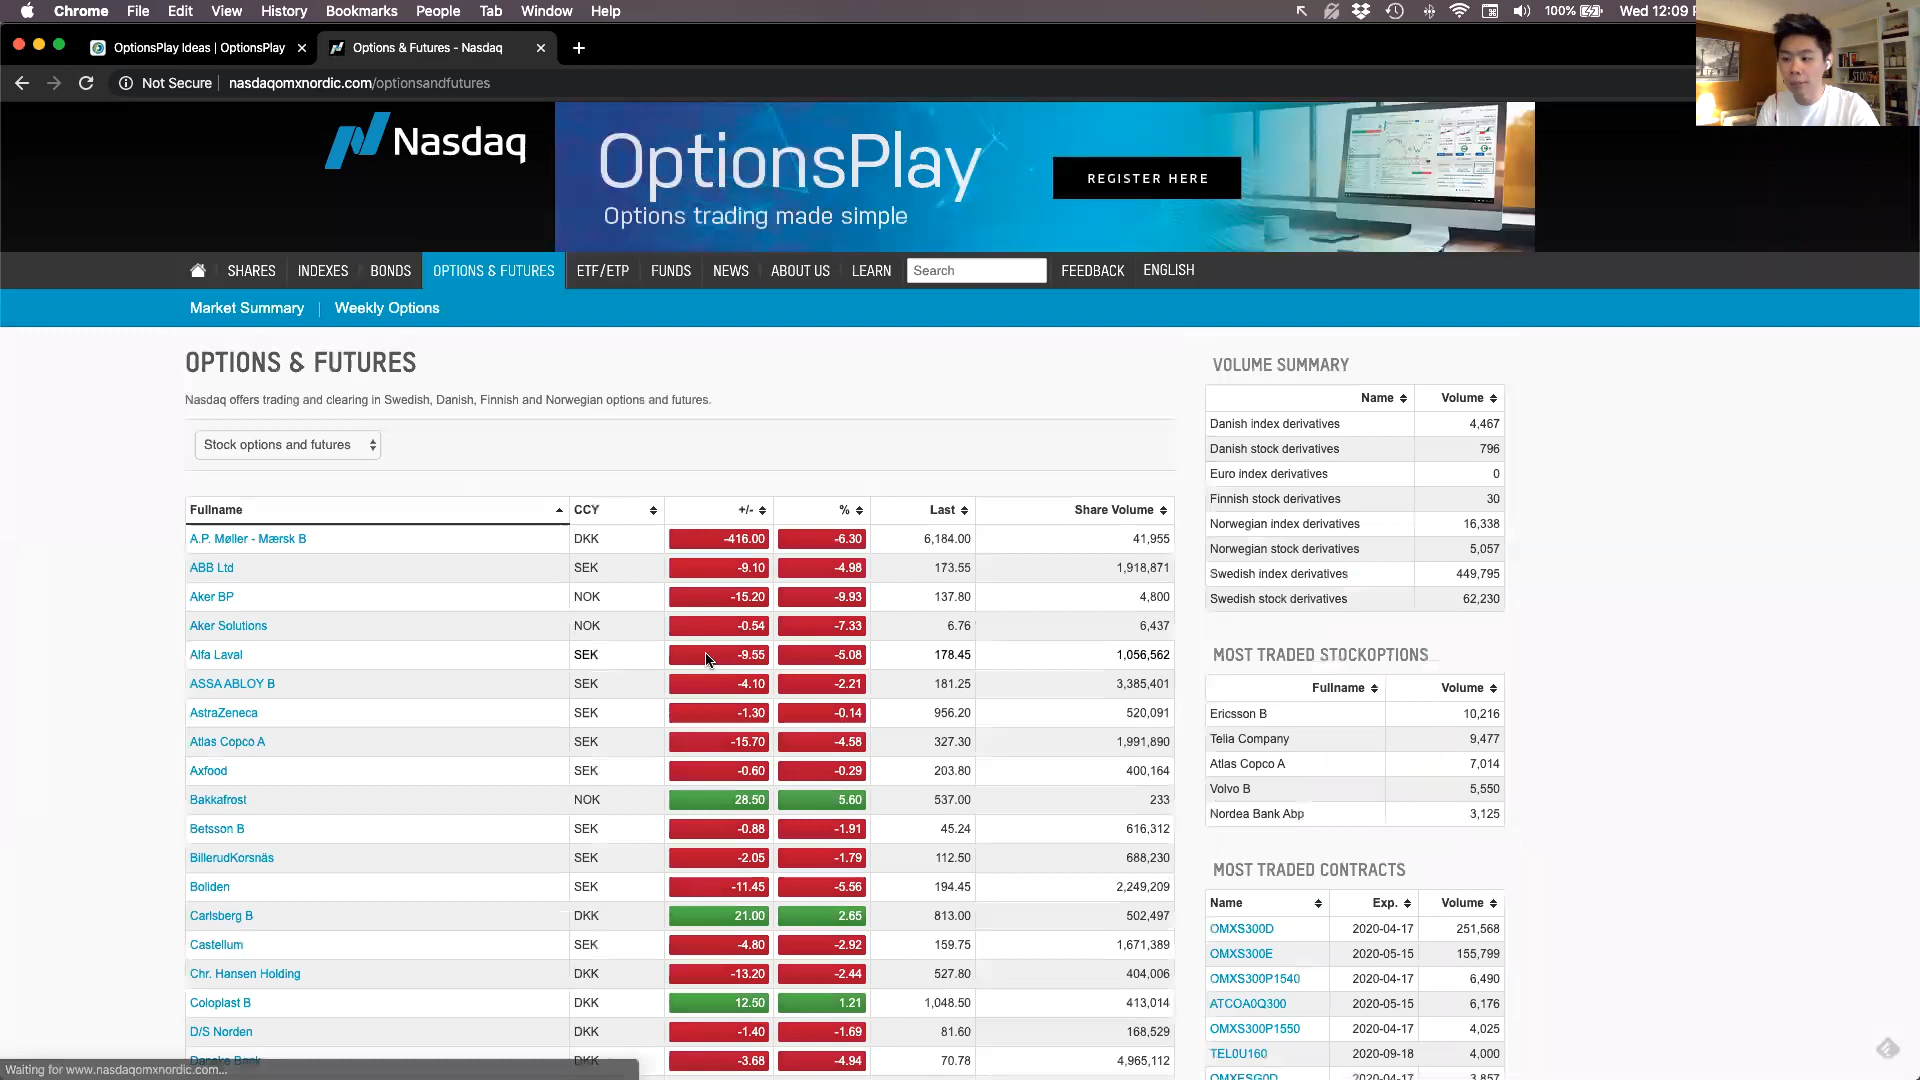 Chrome File Edit View History Bookmarks People Tab Window Help 100% Wed 12:09
OptionsPlay Ideas | OptionsPlay Options & Futures - Nasdaq
Not Secure nasdaqomxnordic.com/optionsandfutures
Nasdaq
OptionsPlay
Options trading made simple
REGISTER HERE
SHARES INDEXES BONDS OPTIONS & FUTURES ETF/ETP FUNDS NEWS ABOUT US LEARN Search FEEDBACK ENGLISH
Market Summary | Weekly Options
OPTIONS & FUTURES
Nasdaq offers trading and clearing in Swedish, Danish, Finnish and Norwegian options and futures.
Stock options and futures
Fullname CCY +/- % Last Share Volume
A.P. Møller - Mærsk B DKK -416.00 -6.30 6,184.00 41,955
ABB Ltd SEK -9.10 -4.98 173.55 1,918,871
Aker BP NOK -15.20 -9.93 137.80 4,800
Aker Solutions NOK -0.54 -7.33 6.76 6,437
Alfa Laval SEK -9.55 -5.08 178.45 1,056,562
ASSA ABLOY B SEK -4.10 -2.21 181.25 3,385,401
AstraZeneca SEK -1.30 -0.14 956.20 520,091
Atlas Copco A SEK -15.70 -4.58 327.30 1,991,890
Axfood SEK -0.60 -0.29 203.80 400,164
Bakkafrost NOK 28.50 5.60 537.00 233
Betsson B SEK -0.88 -1.91 45.24 616,312
BillerudKorsnäs SEK -2.05 -1.79 112.50 688,230
Boliden SEK -11.45 -5.56 194.45 2,249,209
Carlsberg B DKK 21.00 2.65 813.00 502,497
Castellum SEK -4.80 -2.92 159.75 1,671,389
Chr. Hansen Holding DKK -13.20 -2.44 527.80 404,006
Coloplast B DKK 12.50 1.21 1,048.50 413,014
D/S Norden DKK -1.40 -1.69 81.60 168,529
Danske Bank DKK -3.68 -4.94 70.78 4,965,112
Waiting for www.nasdaqomxnordic.com...
VOLUME SUMMARY
Name Volume
Danish index derivatives 4,467
Danish stock derivatives 796
Euro index derivatives 0
Finnish stock derivatives 30
Norwegian index derivatives 16,338
Norwegian stock derivatives 5,057
Swedish index derivatives 449,795
Swedish stock derivatives 62,230
MOST TRADED STOCKOPTIONS
Fullname Volume
Ericsson B 10,216
Telia Company 9,477
Atlas Copco A 7,014
Volvo B 5,550
Nordea Bank Abp 3,125
MOST TRADED CONTRACTS
Name Exp. Volume
OMXS300D 2020-04-17 251,568
OMXS300E 2020-05-15 155,799
OMXS300P1540 2020-04-17 6,490
ATCOA0Q300 2020-05-15 6,176
OMXS300P1550 2020-04-17 4,025
TEL0U160 2020-09-18 4,000
OMXESG0D 2020-04-17 3,857